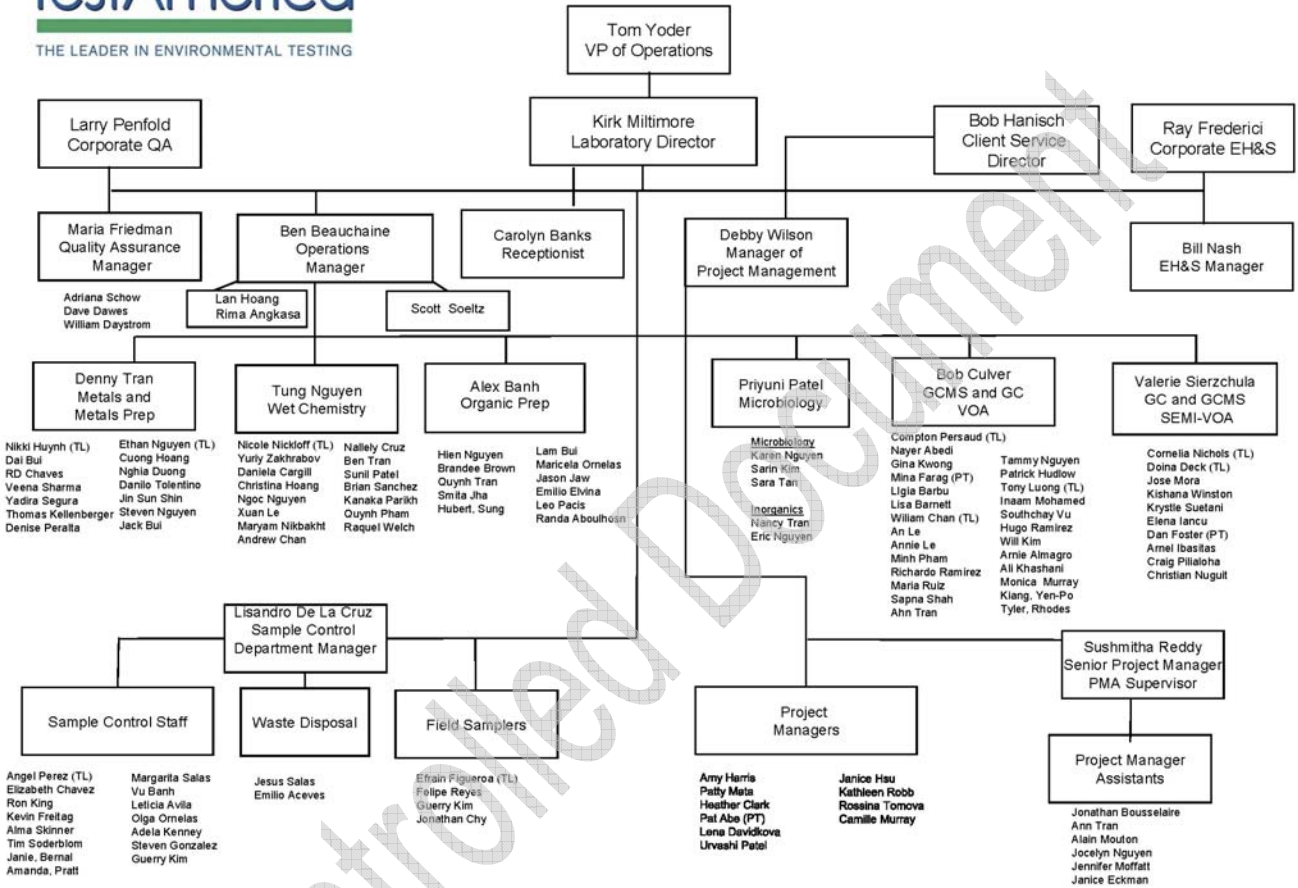 TestAmerica
THE LEADER IN ENVIRONMENTAL TESTING
Tom Yoder
VP of Operations
Larry Penfold
Corporate QA
Kirk Miltimore
Laboratory Director
Bob Hanisch
Client Service
Director
Ray Frederici
Corporate EH&S
Maria Friedman
Quality Assurance
Manager
Adriana Schow
Dave Dawes
William Daystrom
Ben Beauchaine
Operations
Manager
Lan Hoang
Rima Angkasa
Scott Soeltz
Carolyn Banks
Receptionist
Debby Wilson
Manager of
Project Management
Bill Nash
EH&S Manager
Denny Tran
Metals and
Metals Prep
Nikki Huynh (TL)
Dai Bui
RD Chaves
Veena Sharma
Yadira Segura
Thomas Kellenberger
Denise Peralta
Ethan Nguyen (TL)
Cuong Hoang
Nghia Duong
Danilo Tolentino
Jin Sun Shin
Steven Nguyen
Jack Bui
Tung Nguyen
Wet Chemistry
Nicole Nickloff (TL)
Yuriy Zakhrabov
Daniela Cargill
Christina Hoang
Ngoc Nguyen
Xuan Le
Maryam Nikbakht
Andrew Chan
Nallely Cruz
Ben Tran
Sunil Patel
Brian Sanchez
Kanaka Parikh
Quynh Pham
Raquel Welch
Alex Banh
Organic Prep
Hien Nguyen
Brandee Brown
Quynh Tran
Smita Jha
Hubert, Sung
Lam Bui
Maricela Ornelas
Jason Jaw
Emilio Elvina
Leo Pacis
Randa Aboulhosn
Priyuni Patel
Microbiology
Microbiology
Karen Nguyen
Sarin Kim
Sara Tan
Inorganics
Nancy Tran
Eric Nguyen
Bob Culver
GCMS and GC
VOA
Compton Persaud (TL)
Nayer Abedi
Gina Kwong
Mina Farag (PT)
Ligia Barbu
Lisa Barnett
Wiliam Chan (TL)
An Le
Annie Le
Minh Pham
Richardo Ramirez
Maria Ruiz
Sapna Shah
Ahn Tran
Tammy Nguyen
Patrick Hudlow
Tony Luong (TL)
Inaam Mohamed
Southchay Vu
Hugo Ramirez
Will Kim
Arnie Almagro
Ali Khashani
Monica Murray
Kiang, Yen-Po
Tyler, Rhodes
Valerie Sierzchula
GC and GCMS
SEMI-VOA
Cornelia Nichols (TL)
Doina Deck (TL)
Jose Mora
Kishana Winston
Krystle Suetani
Elena Iancu
Dan Foster (PT)
Arnel Ibasitas
Craig Pilialoha
Christian Nuguit
Lisandro De La Cruz
Sample Control
Department Manager
Sample Control Staff
Angel Perez (TL)
Elizabeth Chavez
Ron King
Kevin Freitag
Alma Skinner
Tim Soderblom
Janie, Bernal
Amanda, Pratt
Margarita Salas
Vu Banh
Leticia Avila
Olga Ornelas
Adela Kenney
Steven Gonzalez
Guerry Kim
Waste Disposal
Jesus Salas
Emilio Aceves
Field Samplers
Efrain Figueroa (TL)
Felipe Reyes
Guerry Kim
Jonathan Chy
Project
Managers
Amy Harris
Patty Mata
Heather Clark
Pat Abe (PT)
Lena Davidkova
Urvashi Patel
Janice Hsu
Kathleen Robb
Rossina Tomova
Camille Murray
Sushmitha Reddy
Senior Project Manager
PMA Supervisor
Project Manager
Assistants
Jonathan Bousselaire
Ann Tran
Alain Mouton
Jocelyn Nguyen
Jennifer Moffatt
Janice Eckman
trolled Document